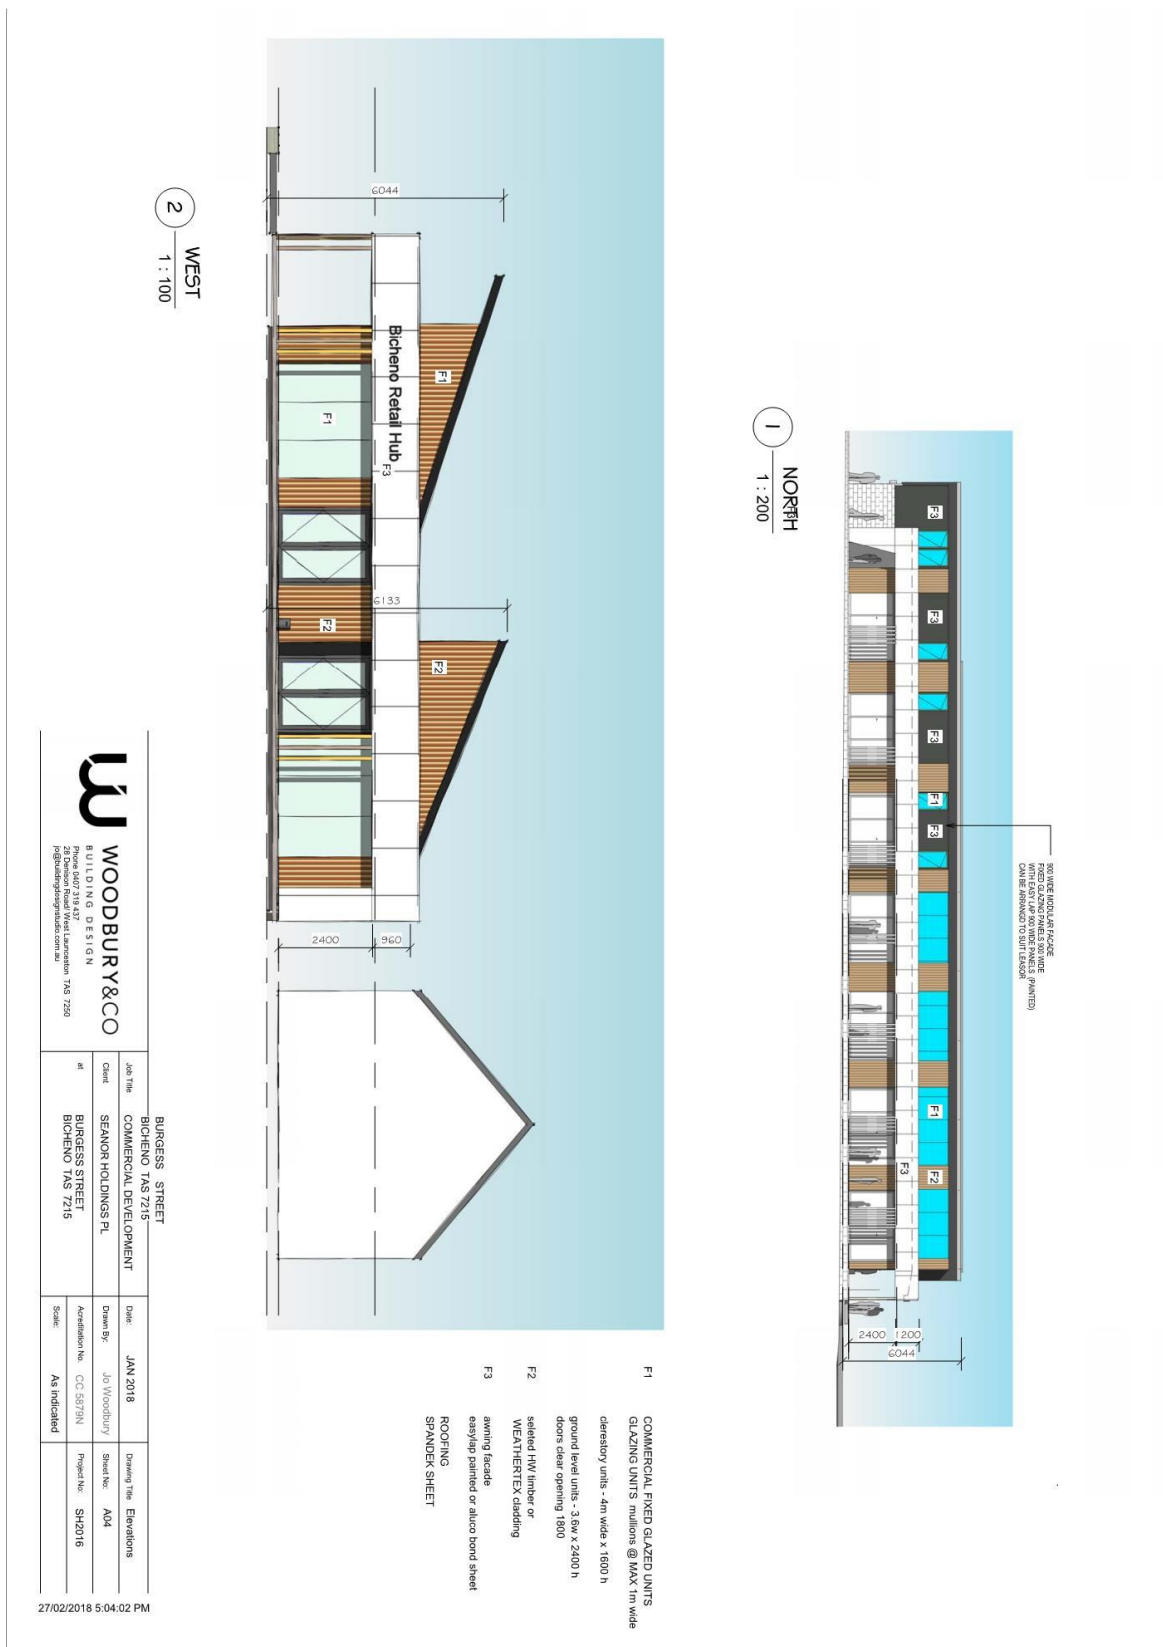 900 WIDE MODULAR FACADE
FIXED GLAZING PANELS 900 WIDE
WITH EASY LAP 900 WIDE PANELS (PAINTED)
CAN BE ARRANGD TO SUIT LEASOR
F3
F3
F3
F1
F3
F1
F2
F3
2400
1200
6044
1
NORTH
F3
1 : 200
F1
COMMERCIAL FIXED GLAZED UNITS
GLAZING UNITS mullions @ MAX 1m wide
clerestory units - 4m wide x 1600 h
ground level units - 3.6w x 2400 h
doors clear opening 1800
F2
seleted HW timber or
WEATHERTEX cladding
F3
awning facade
easylap painted or aluco bond sheet
ROOFING
SPANDEK SHEET
6044
6133
F1
F2
Bicheno Retail Hub
F3
F1
F2
2400
960
2
WEST
1 : 100
WOODBURY&CO
BUILDING DESIGN
Phone 0407 319 437
28 Denison Road/ West Launceston TAS 7250
jo@buildingdesignstudio.com.au
BURGESS STREET
BICHENO TAS 7215
Job Title
COMMERCIAL DEVELOPMENT
Client
SEANOR HOLDINGS PL
at
BURGESS STREET
BICHENO TAS 7215
Date:
JAN 2018
Drawn By:
Jo Woodbury
Acreditation No.
CC 5879N
Scale:
As indicated
Drawing Title
Elevations
Sheet No:
A04
Project No:
SH2016
27/02/2018 5:04:02 PM